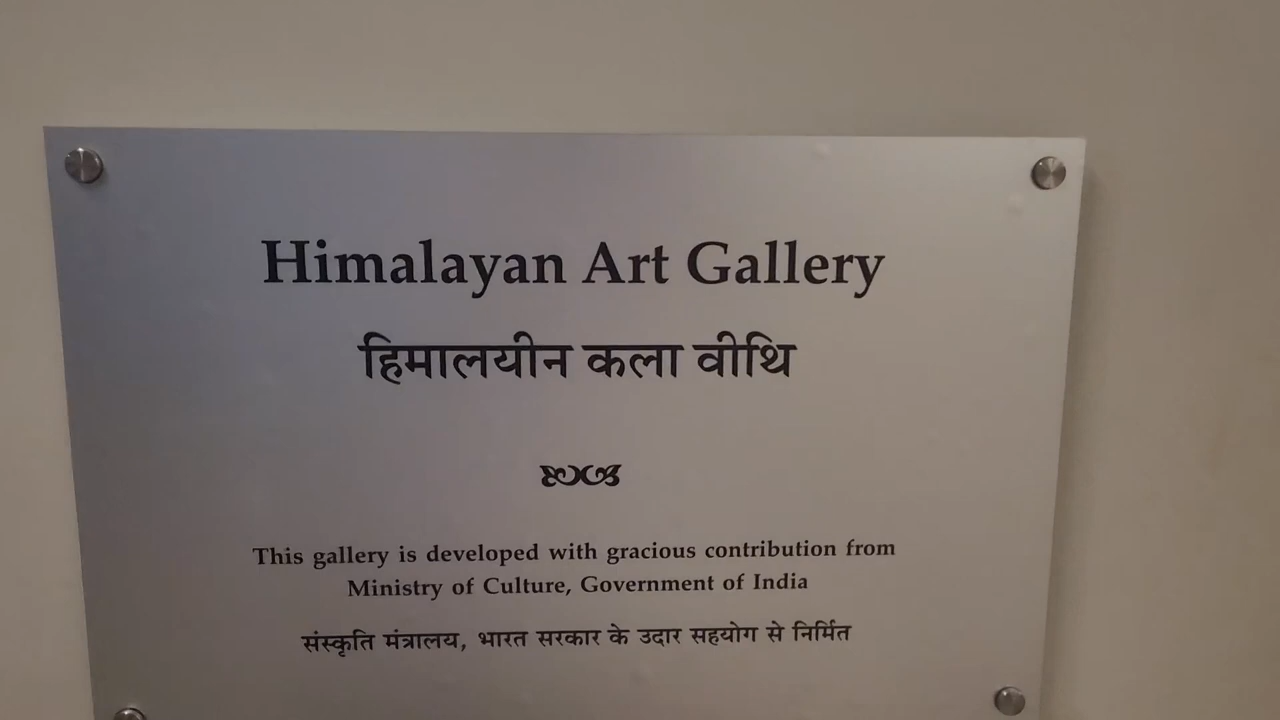 Himalayan Art Gallery
हिमालयीन कला वीथि
This gallery is developed with gracious contribution from
Ministry of Culture, Government of India
संस्कृति मंत्रालय, भारत सरकार के उदार सहयोग से निर्मित